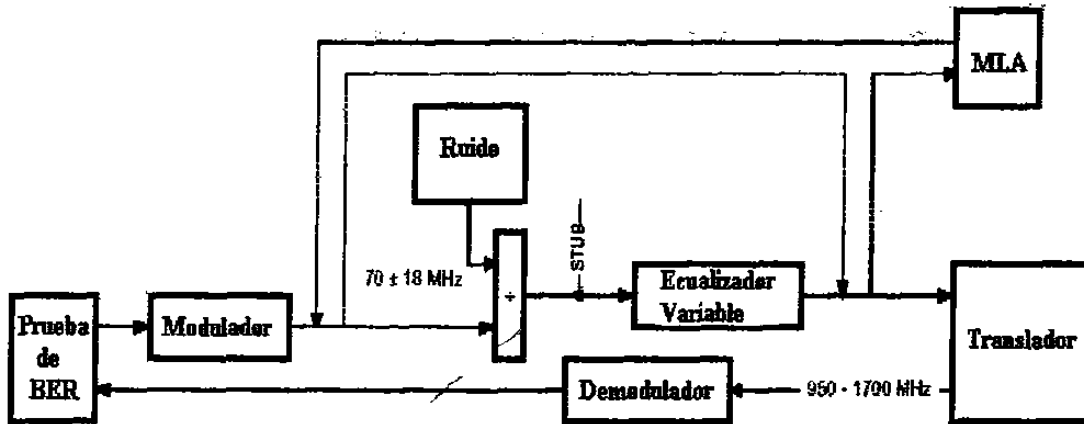 MLA
Ruido
STUB
70 ± 18 MHz
Ecualizador
Variable
Prueba
de
BER
Modulador
+
Translador
Demodulador
950 - 1700 MHz